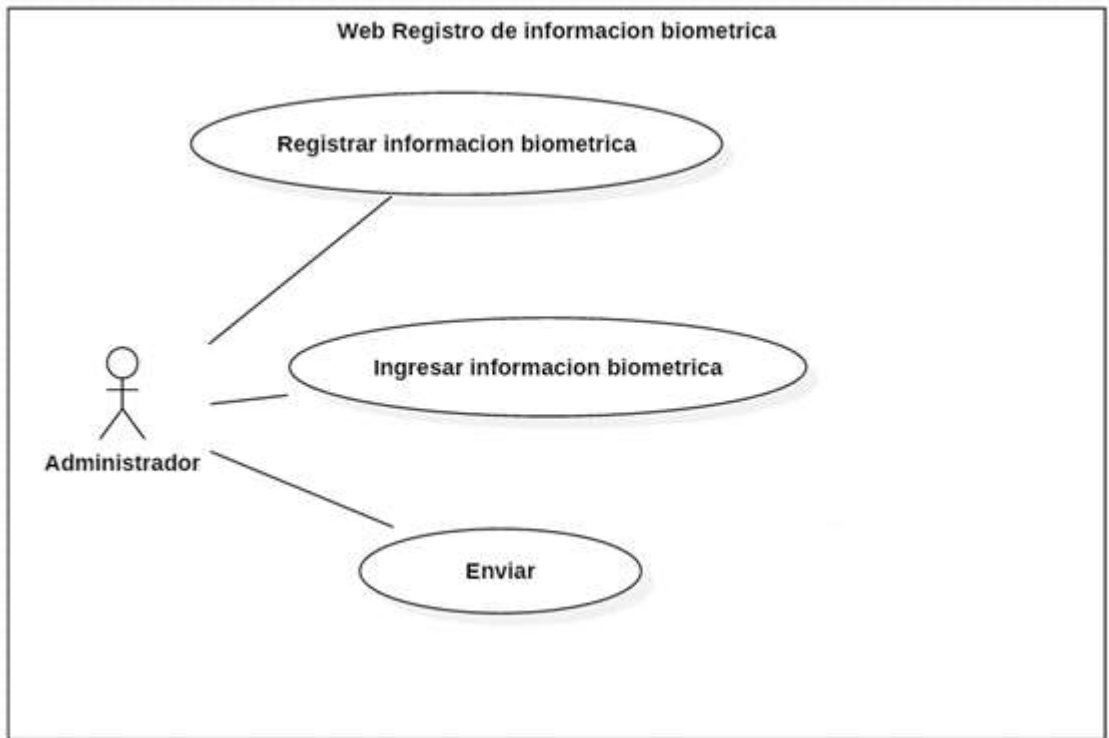 Web Registro de informacion biometrica
Registrar informacion biometrica
Ingresar informacion biometrica
Administrador
Enviar